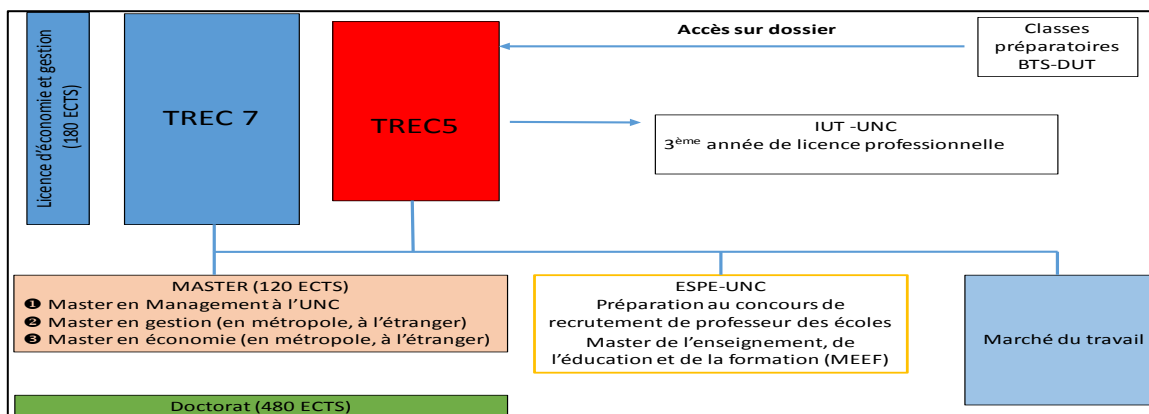 Licence d'économie et gestion
(180 ECTS)
TREC 7
TREC5
Accès sur dossier
Classes
préparatoires
BTS-DUT
IUT -UNC
3ème année de licence professionnelle
MASTER (120 ECTS)
❶ Master en Management à l'UNC
❷ Master en gestion (en métropole, à l'étranger)
❸ Master en économie (en métropole, à l'étranger)
ESPE-UNC
Préparation au concours de
recrutement de professeur des écoles
Master de l'enseignement, de
l'éducation et de la formation (MEEF)
Marché du travail
Doctorat (480 ECTS)